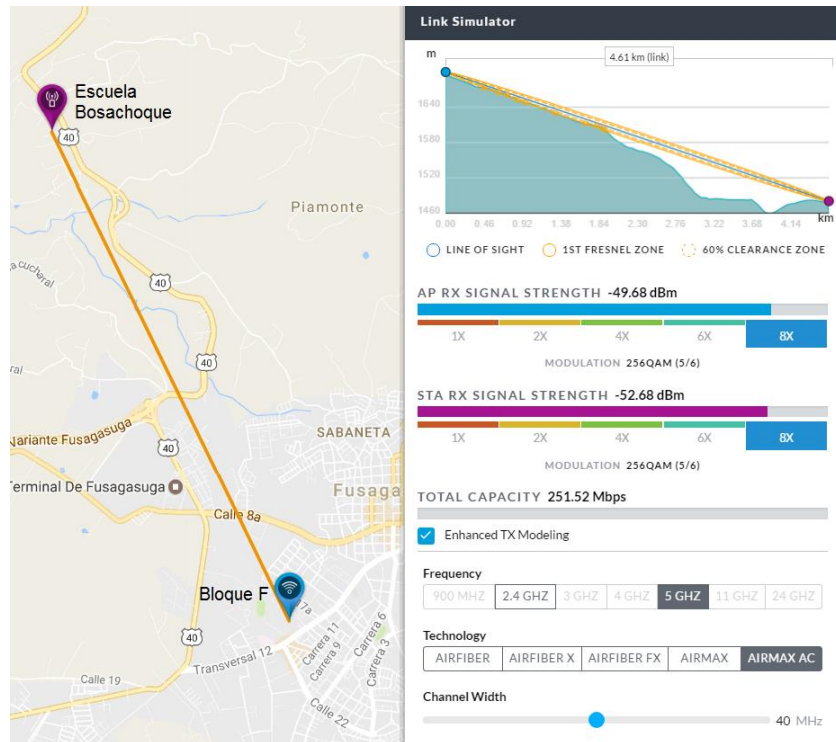 Escuela
Bosachoque
40
Piamonte
40
40
SABANETA
Variante Fusagasuga
40
Terminal De Fusagasuga
Fusaga
Calle 8a
Bloque F
17a
40
Transversal 12
Carrera 11
Carrera 9
Carrera 6
Carrera 3
Calle 19
Calle 22
Link Simulator
m
4.61 km (link)
1640
1580
1520
1460
km
0.00 0.46 0.92 1.38 1.84 2.30 2.76 3.22 3.68 4.14
LINE OF SIGHT 1ST FRESNEL ZONE 60% CLEARANCE ZONE
AP RX SIGNAL STRENGTH -49.68 dBm
1X 2X 4X 6X 8X
MODULATION 256QAM (5/6)
STA RX SIGNAL STRENGTH -52.68 dBm
1X 2X 4X 6X 8X
MODULATION 256QAM (5/6)
TOTAL CAPACITY 251.52 Mbps
Enhanced TX Modeling
Frequency
900 MHZ 2.4 GHZ 3 GHZ 4 GHZ 5 GHZ 11 GHZ 24 GHZ
Technology
AIRFIBER AIRFIBER X AIRFIBER FX AIRMAX AIRMAX AC
Channel Width
40 MHz